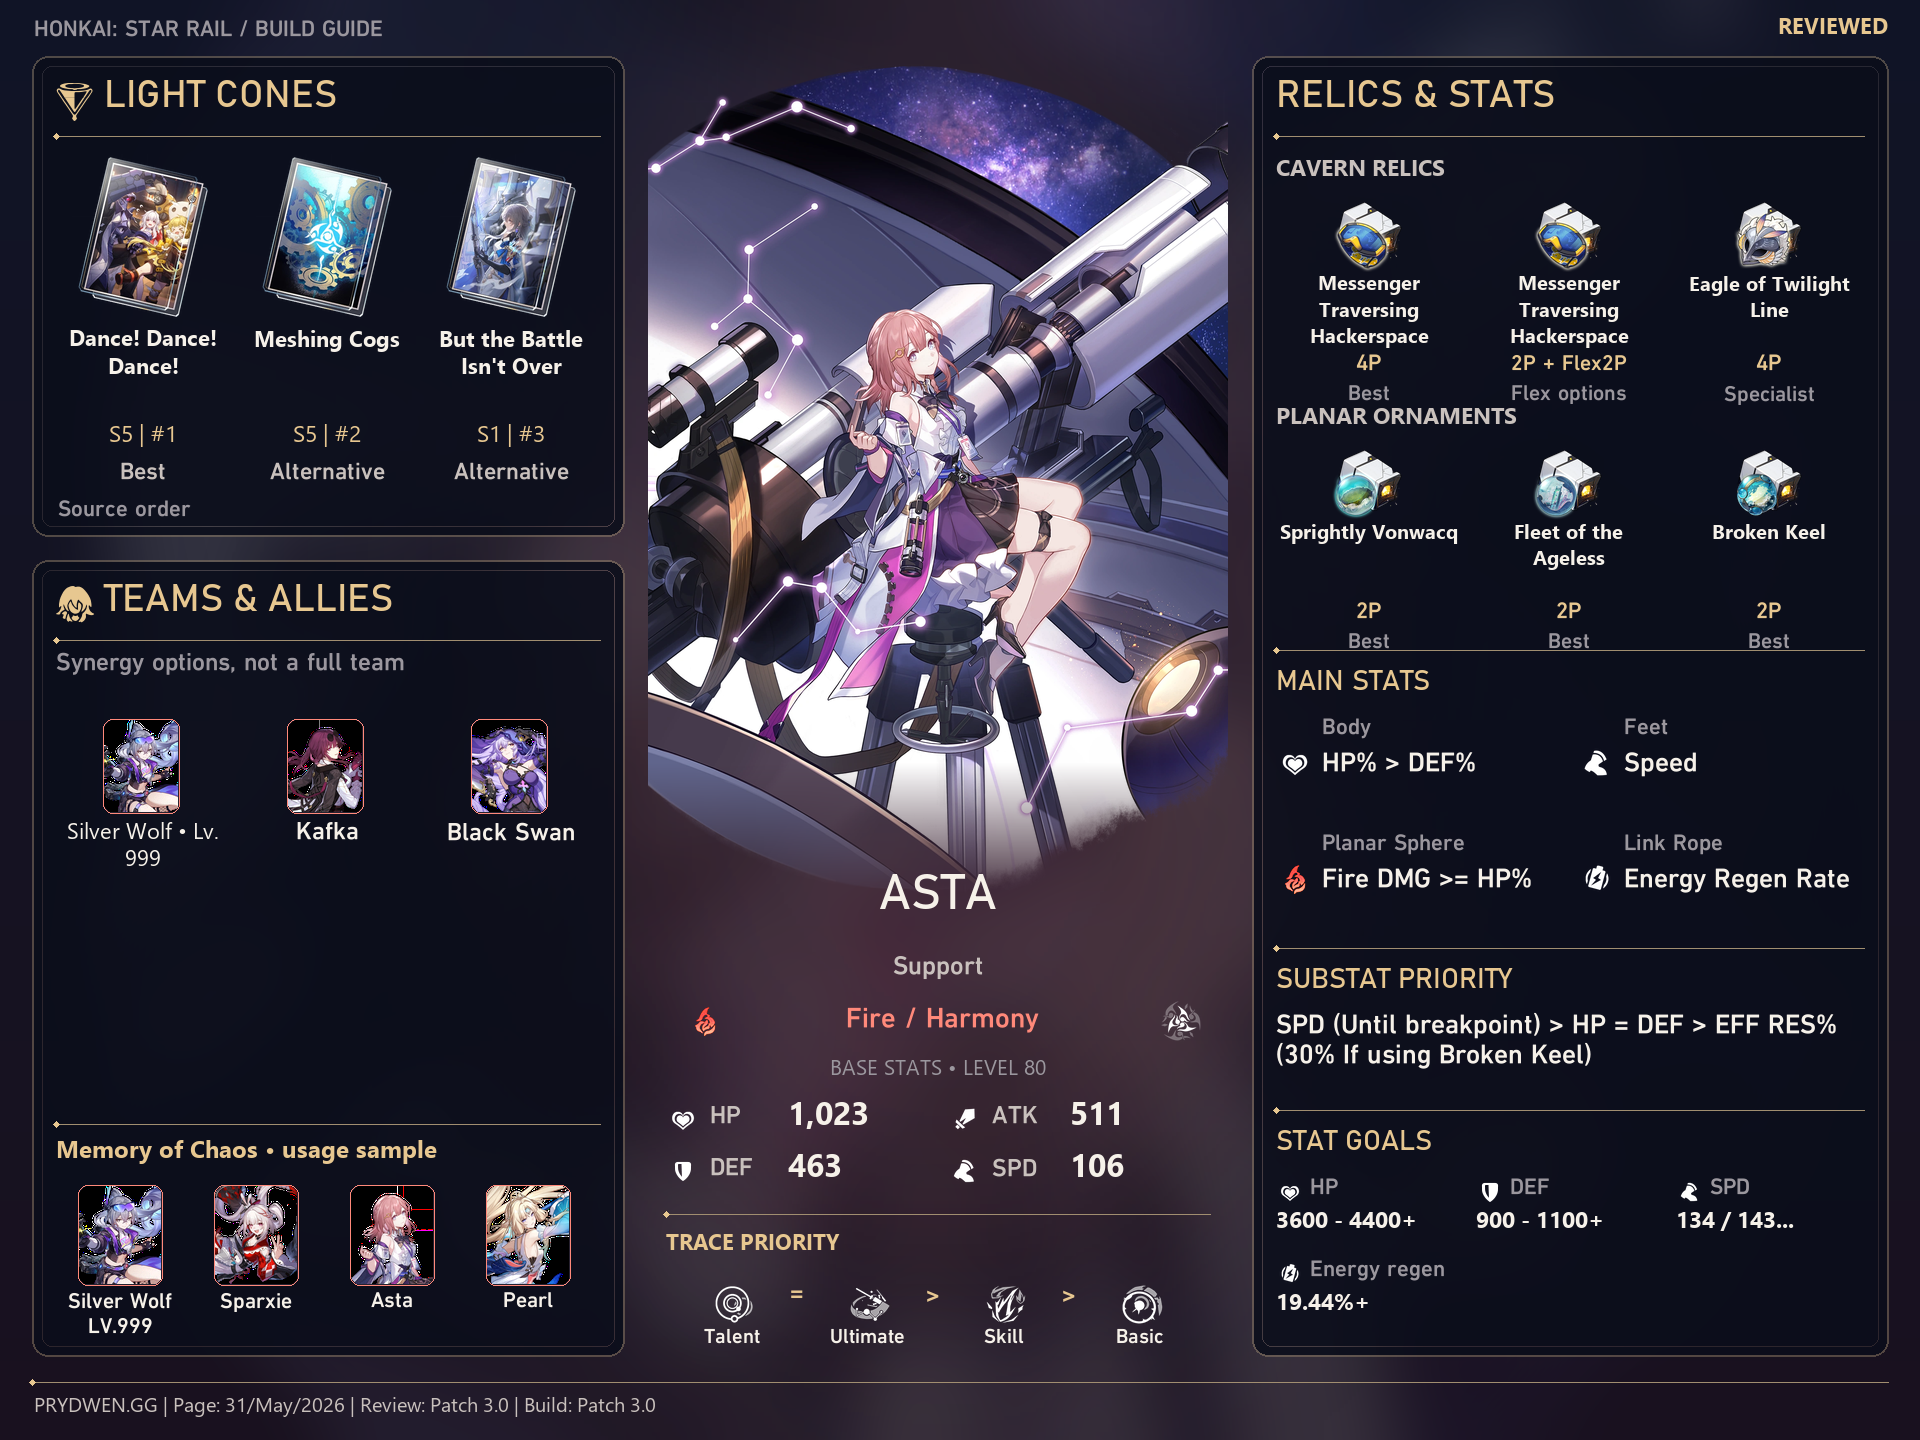 HONKAI: STAR RAIL / BUILD GUIDE
REVIEWED
LIGHT CONES
Dance! Dance!
Dance!
S5 | #1
Best
Meshing Cogs
S5 | #2
Alternative
But the Battle
Isn't Over
S1 | #3
Alternative
Source order
TEAMS & ALLIES
Synergy options, not a full team
Silver Wolf • Lv.
999
Kafka
Black Swan
Memory of Chaos • usage sample
Silver Wolf
LV.999
Sparxie
Asta
Pearl
ASTA
Support
Fire / Harmony
BASE STATS • LEVEL 80
HP 1,023
ATK 511
DEF 463
SPD 106
TRACE PRIORITY
Talent = Ultimate > Skill > Basic
RELICS & STATS
CAVERN RELICS
Messenger
Traversing
Hackerspace
4P
Best
Messenger
Traversing
Hackerspace
2P + Flex2P
Flex options
Eagle of Twilight
Line
4P
Specialist
PLANAR ORNAMENTS
Sprightly Vonwacq
2P
Best
Fleet of the
Ageless
2P
Best
Broken Keel
2P
Best
MAIN STATS
Body
HP% > DEF%
Feet
Speed
Planar Sphere
Fire DMG >= HP%
Link Rope
Energy Regen Rate
SUBSTAT PRIORITY
SPD (Until breakpoint) > HP = DEF > EFF RES%
(30% If using Broken Keel)
STAT GOALS
HP
3600 - 4400+
DEF
900 - 1100+
SPD
134 / 143...
Energy regen
19.44%+
PRYDWEN.GG | Page: 31/May/2026 | Review: Patch 3.0 | Build: Patch 3.0